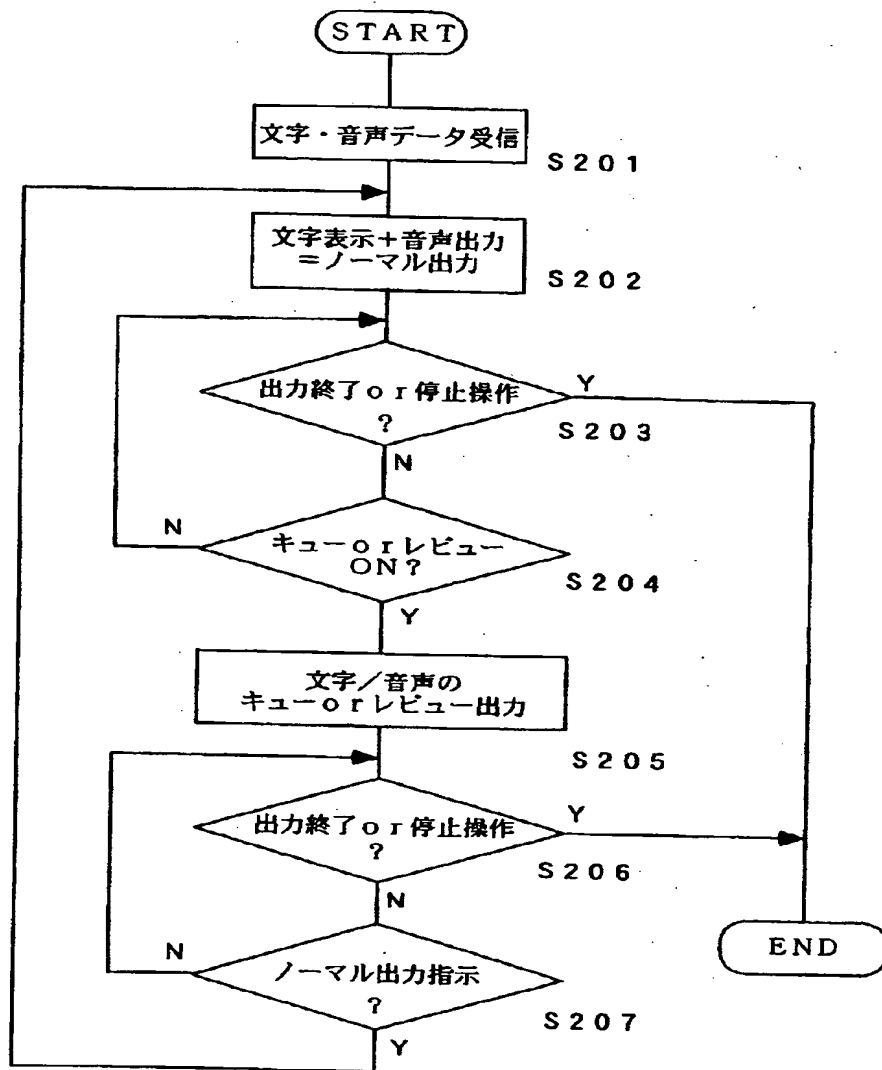 START
文字・音声データ受信
S201
文字表示+音声出力
=ノーマル出力
S202
出力終了or停止操作
?
Y
S203
N
キューorレビュー
ON?
N
S204
Y
文字/音声の
キューorレビュー出力
S205
出力終了or停止操作
?
Y
S206
N
ノーマル出力指示
?
N
S207
Y
END